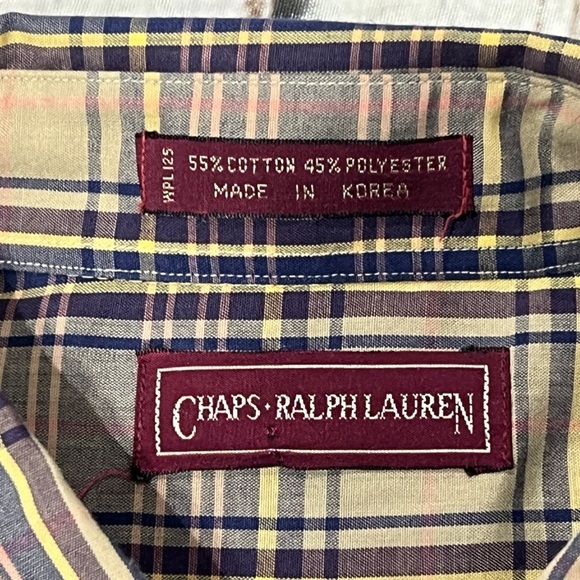 WPL125
55% COTTON 45% POLYESTER
MADE IN KOREA
CHAPS · RALPH LAUREN